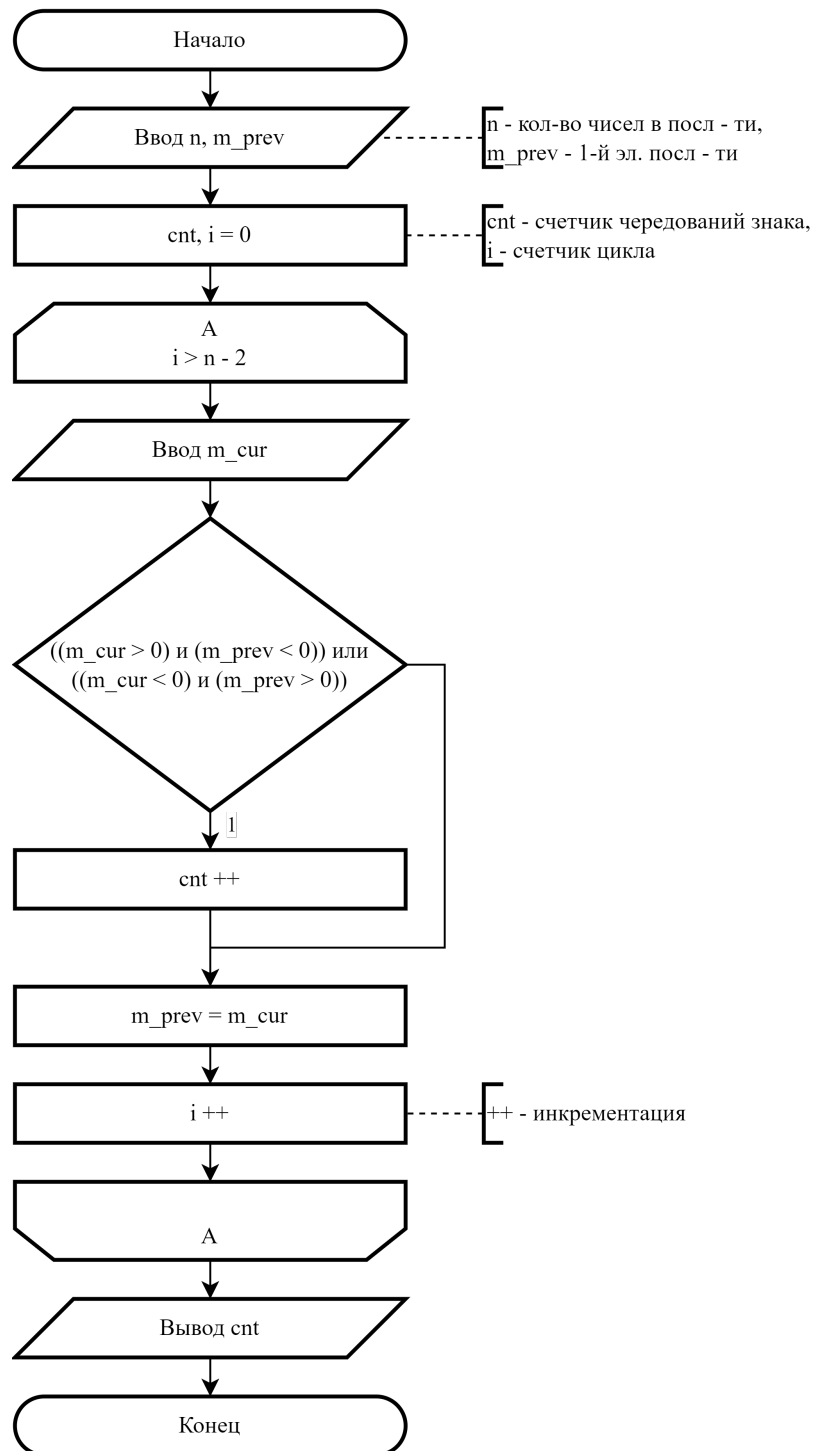 Начало
Ввод n, m_prev
n - кол-во чисел в посл - ти,
m_prev - 1-й эл. посл - ти
cnt, i = 0
cnt - счетчик чередований знака,
i - счетчик цикла
A
i > n - 2
Ввод m_cur
((m_cur > 0) и (m_prev < 0)) или
((m_cur < 0) и (m_prev > 0))
1
cnt ++
m_prev = m_cur
i ++
++ - инкрементация
A
Вывод cnt
Конец